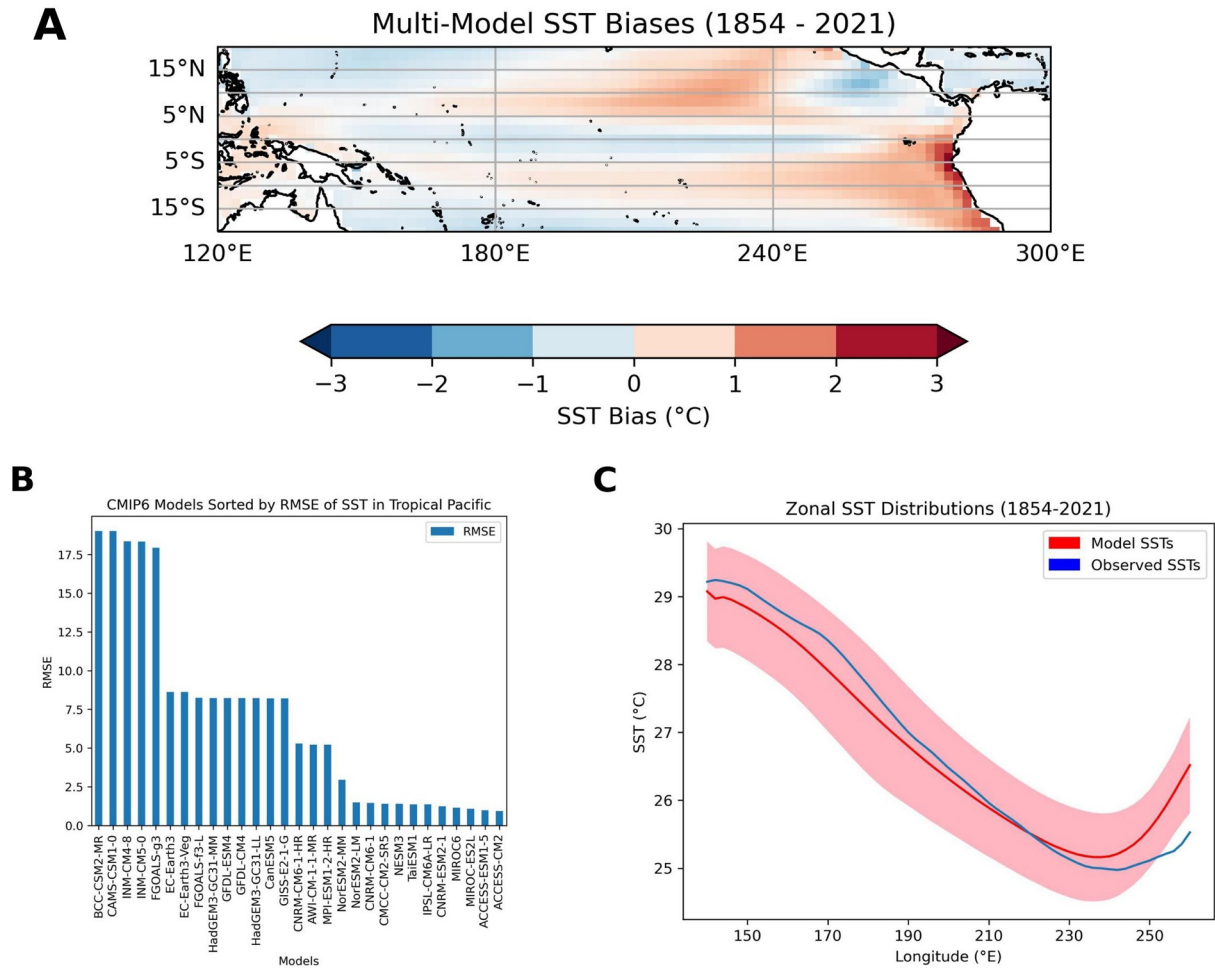 A
Multi-Model SST Biases (1854 - 2021)
15°N
5°N
5°S
15°S
120°E 180°E 240°E 300°E
−3 −2 −1 0 1 2 3
SST Bias (°C)
B
CMIP6 Models Sorted by RMSE of SST in Tropical Pacific
RMSE
17.5
15.0
12.5
10.0
7.5
5.0
2.5
0.0
RMSE
BCC-CSM2-MR
CAMS-CSM1-0
INM-CM4-8
INM-CM5-0
FGOALS-g3
EC-Earth3
EC-Earth3-Veg
FGOALS-f3-L
HadGEM3-GC31-MM
GFDL-ESM4
GFDL-CM4
HadGEM3-GC31-LL
CanESM5
GISS-E2-1-G
CNRM-CM6-1-HR
AWI-CM-1-1-MR
MPI-ESM1-2-HR
NorESM2-MM
NorESM2-LM
CNRM-CM6-1
CMCC-CM2-SR5
NESM3
TaiESM1
IPSL-CM6A-LR
CNRM-ESM2-1
MIROC6
MIROC-ES2L
ACCESS-ESM1-5
ACCESS-CM2
Models
C
Zonal SST Distributions (1854-2021)
Model SSTs
Observed SSTs
30
29
28
27
26
25
SST (°C)
150 170 190 210 230 250
Longitude (°E)